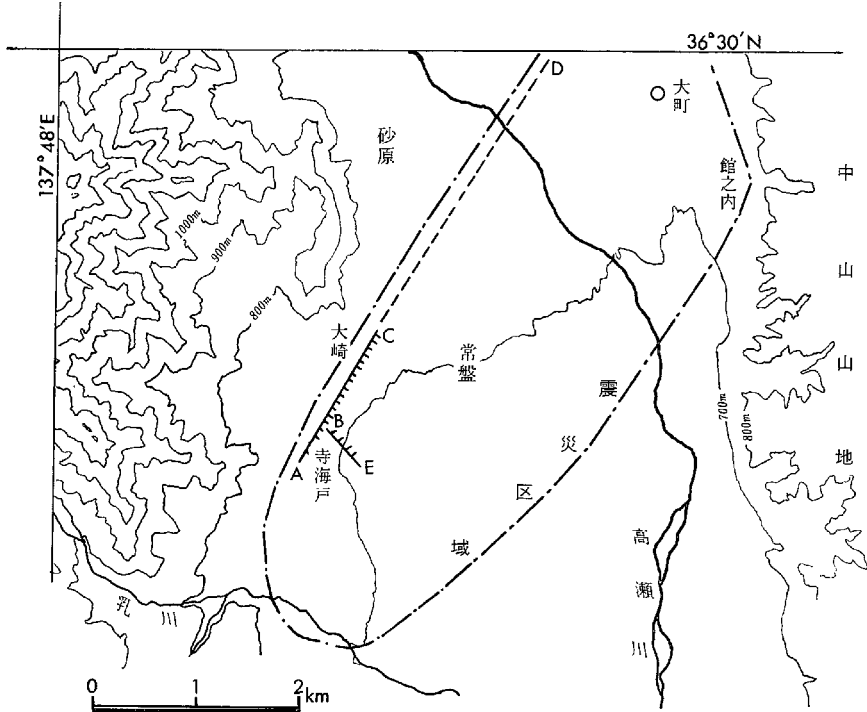 36°30′N
137°48′E
D
大町
砂原
館之内
中山山地
1000m
900m
800m
大崎
C
常盤
震災区域
B
A
寺海戸
E
700m
800m
高瀬川
乳川
0 1 2 km